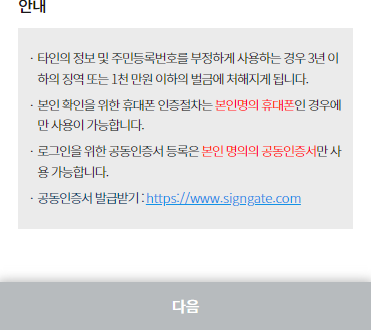 안내
· 타인의 정보 및 주민등록번호를 부정하게 사용하는 경우 3년 이
하의 징역 또는 1천 만원 이하의 벌금에 처해지게 됩니다.
· 본인 확인을 위한 휴대폰 인증절차는 본인명의 휴대폰인 경우에
만 사용이 가능합니다.
· 로그인을 위한 공동인증서 등록은 본인 명의의 공동인증서만 사
용 가능합니다.
· 공동인증서 발급받기 : https://www.signgate.com
다음